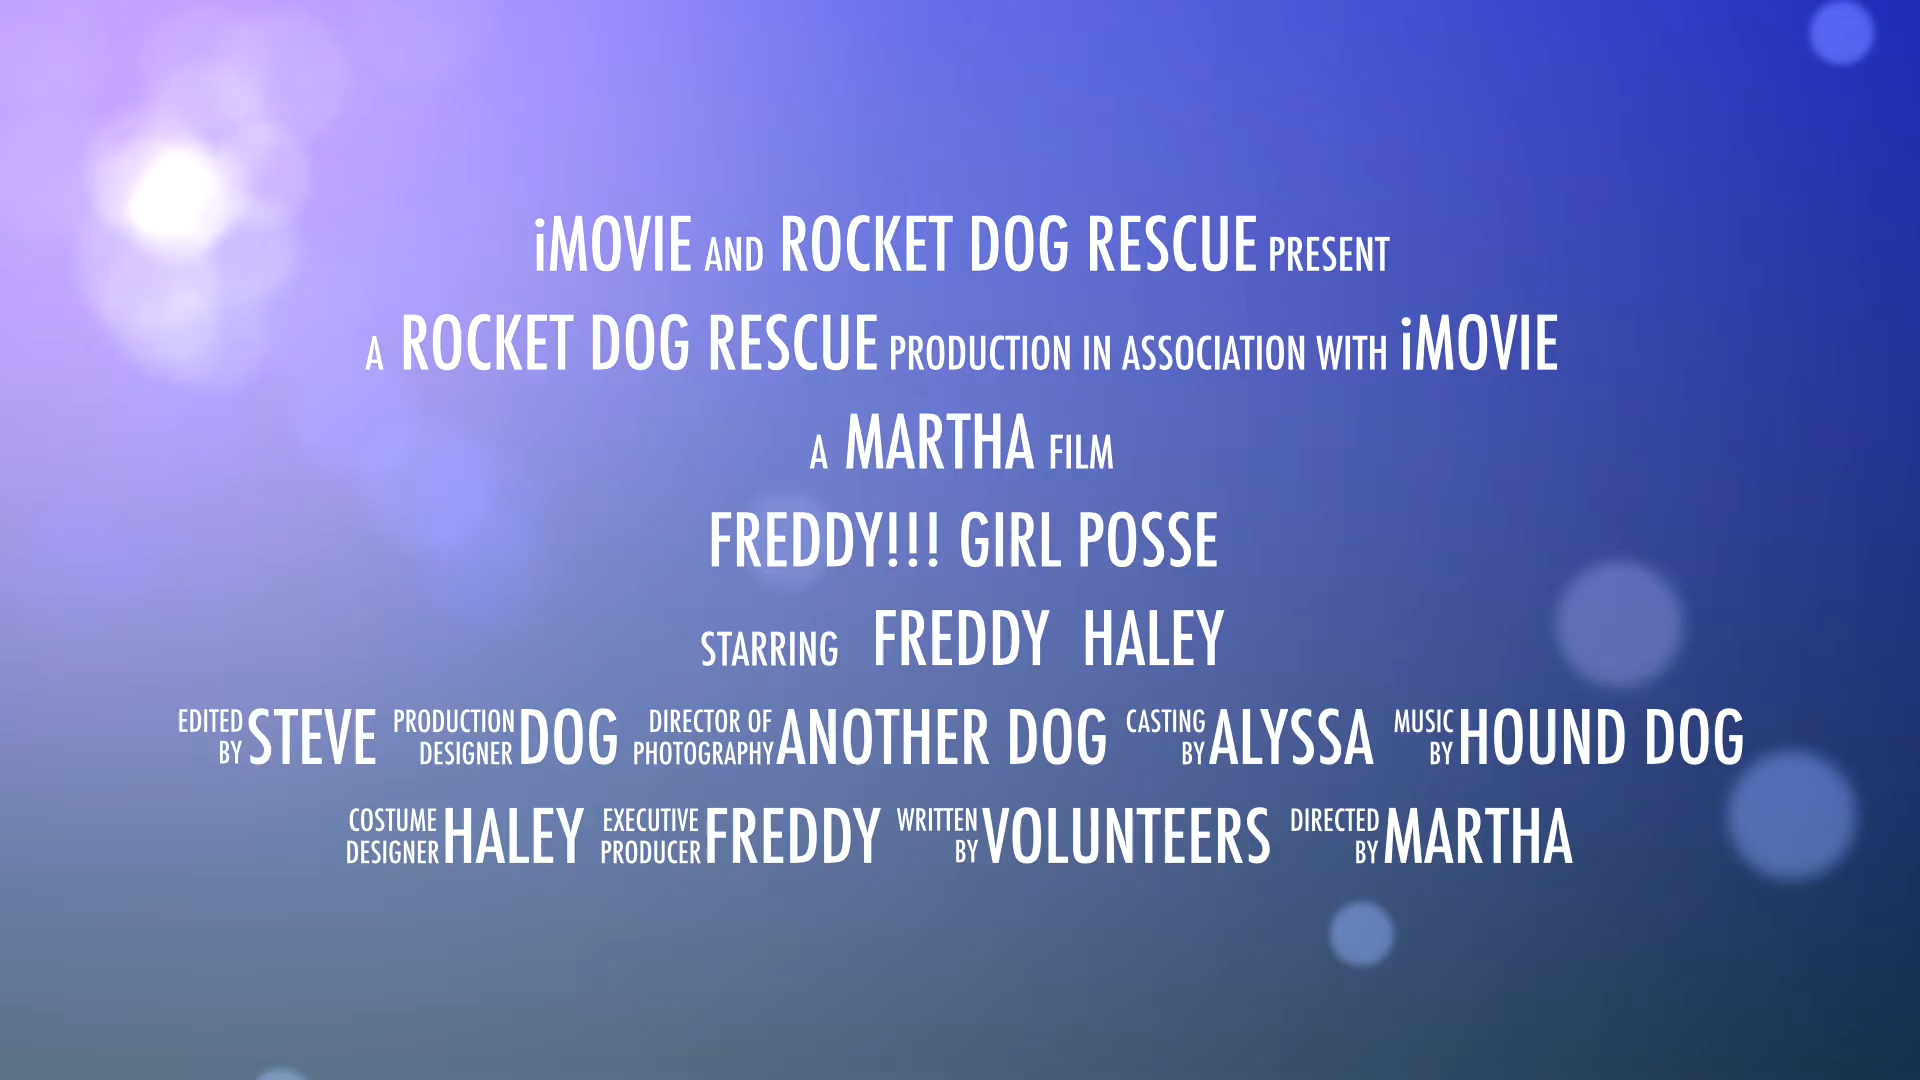 iMOVIE AND ROCKET DOG RESCUE PRESENT
A ROCKET DOG RESCUE PRODUCTION IN ASSOCIATION WITH iMOVIE
A MARTHA FILM
FREDDY!!! GIRL POSSE
STARRING FREDDY HALEY
EDITED BY STEVE PRODUCTION DESIGNER DOG DIRECTOR OF PHOTOGRAPHY ANOTHER DOG CASTING BY ALYSSA MUSIC BY HOUND DOG
COSTUME DESIGNER HALEY EXECUTIVE PRODUCER FREDDY WRITTEN BY VOLUNTEERS DIRECTED BY MARTHA